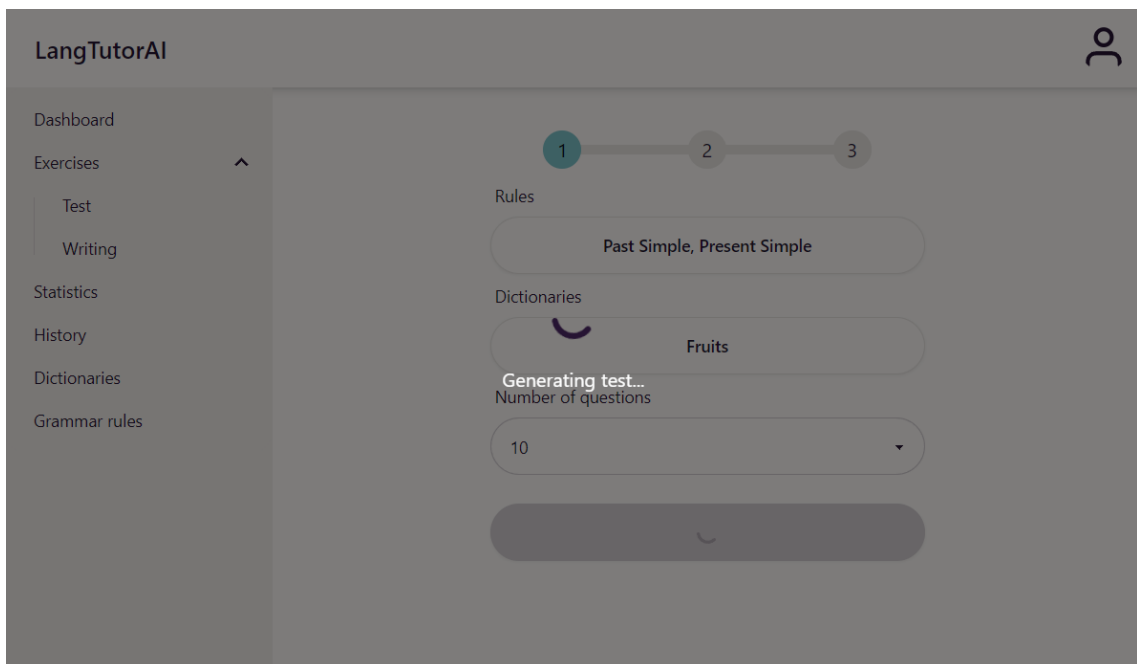 LangTutorAI
Dashboard
Exercises
Test
Writing
Statistics
History
Dictionaries
Grammar rules
1 2 3
Rules
Past Simple, Present Simple
Dictionaries
Fruits
Generating test...
Number of questions
10